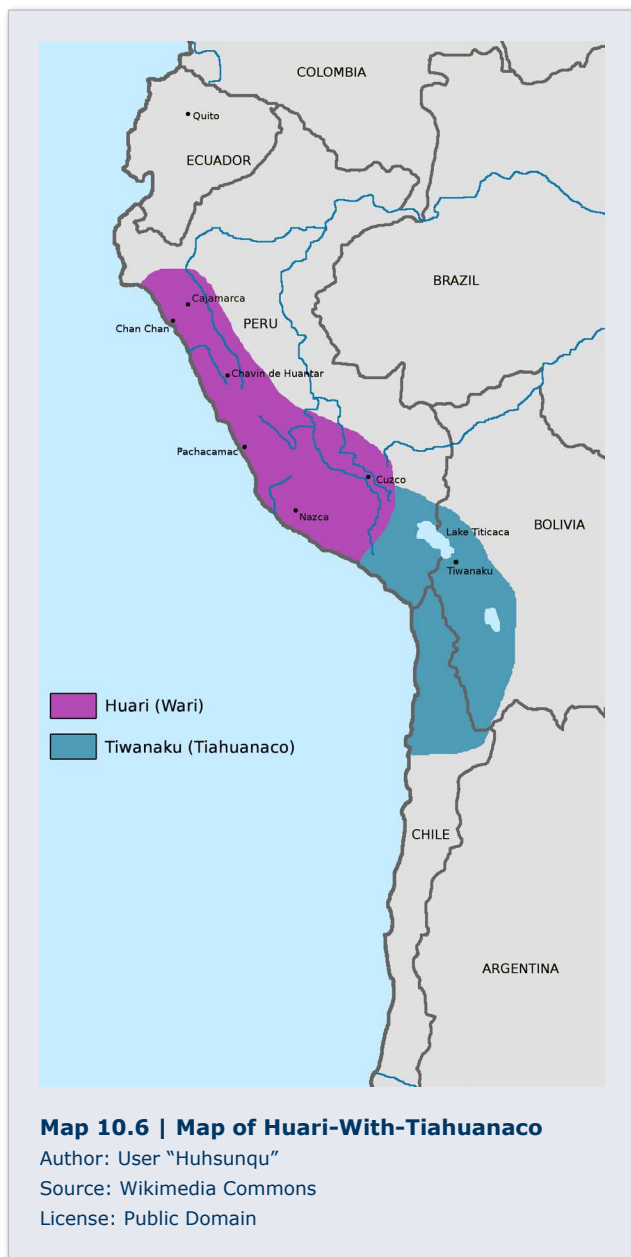 COLOMBIA
Quito
ECUADOR
BRAZIL
Cajamarca
PERU
Chan Chan
Chavin de Huantar
Pachacamac
Cuzco
Nazca
BOLIVIA
Lake Titicaca
Tiwanaku
Huari (Wari)
Tiwanaku (Tiahuanaco)
CHILE
ARGENTINA
Map 10.6 | Map of Huari-With-Tiahuanaco
Author: User “Huhsunqu”
Source: Wikimedia Commons
License: Public Domain